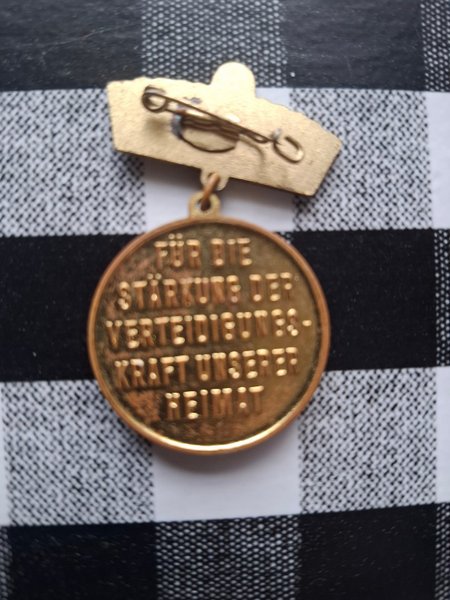 FÜR DIE
STÄRKUNG DER
VERTEIDIGUNGS-
KRAFT UNSERER
HEIMAT